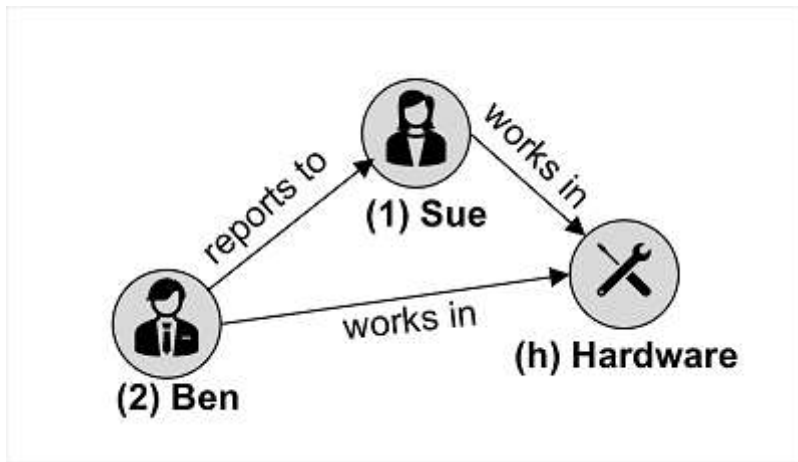 works in
reports to
(1) Sue
works in
(h) Hardware
(2) Ben